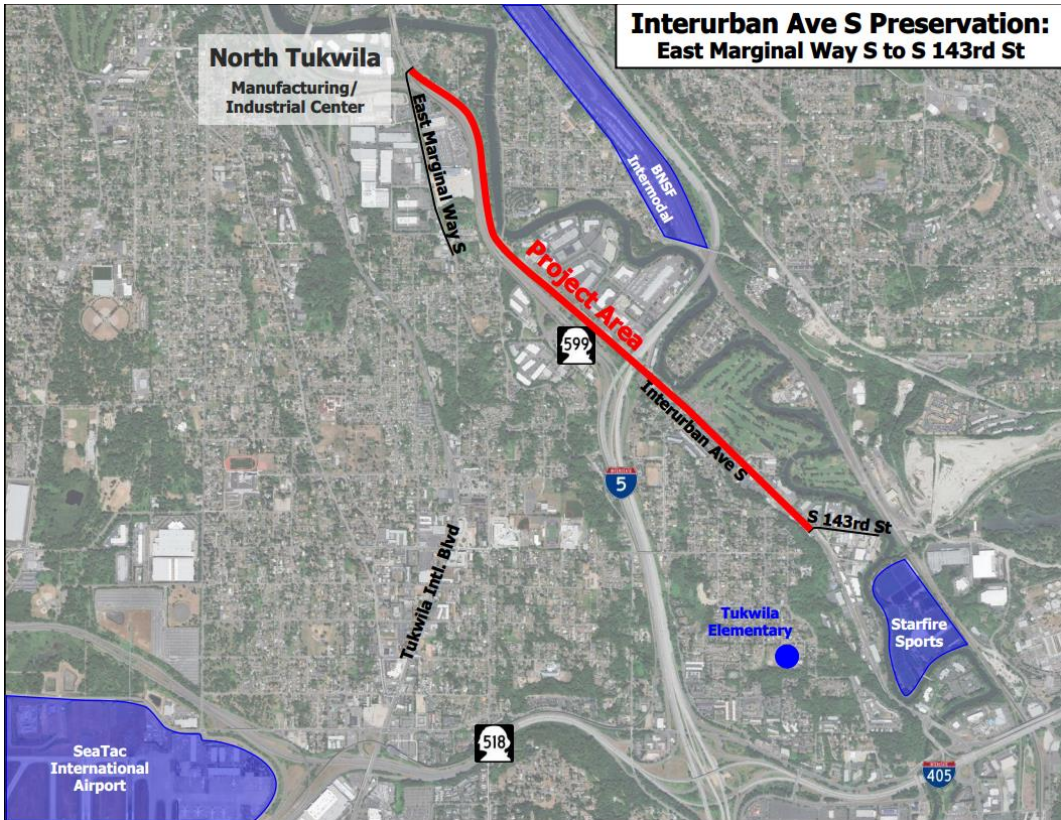 Interurban Ave S Preservation:
East Marginal Way S to S 143rd St
North Tukwila
Manufacturing/
Industrial Center
East Marginal Way S
BNSF
Intermodal
Project Area
599
Interurban Ave S
5
S 143rd St
Tukwila Intl. Blvd
Tukwila
Elementary
Starfire
Sports
SeaTac
International
Airport
518
405